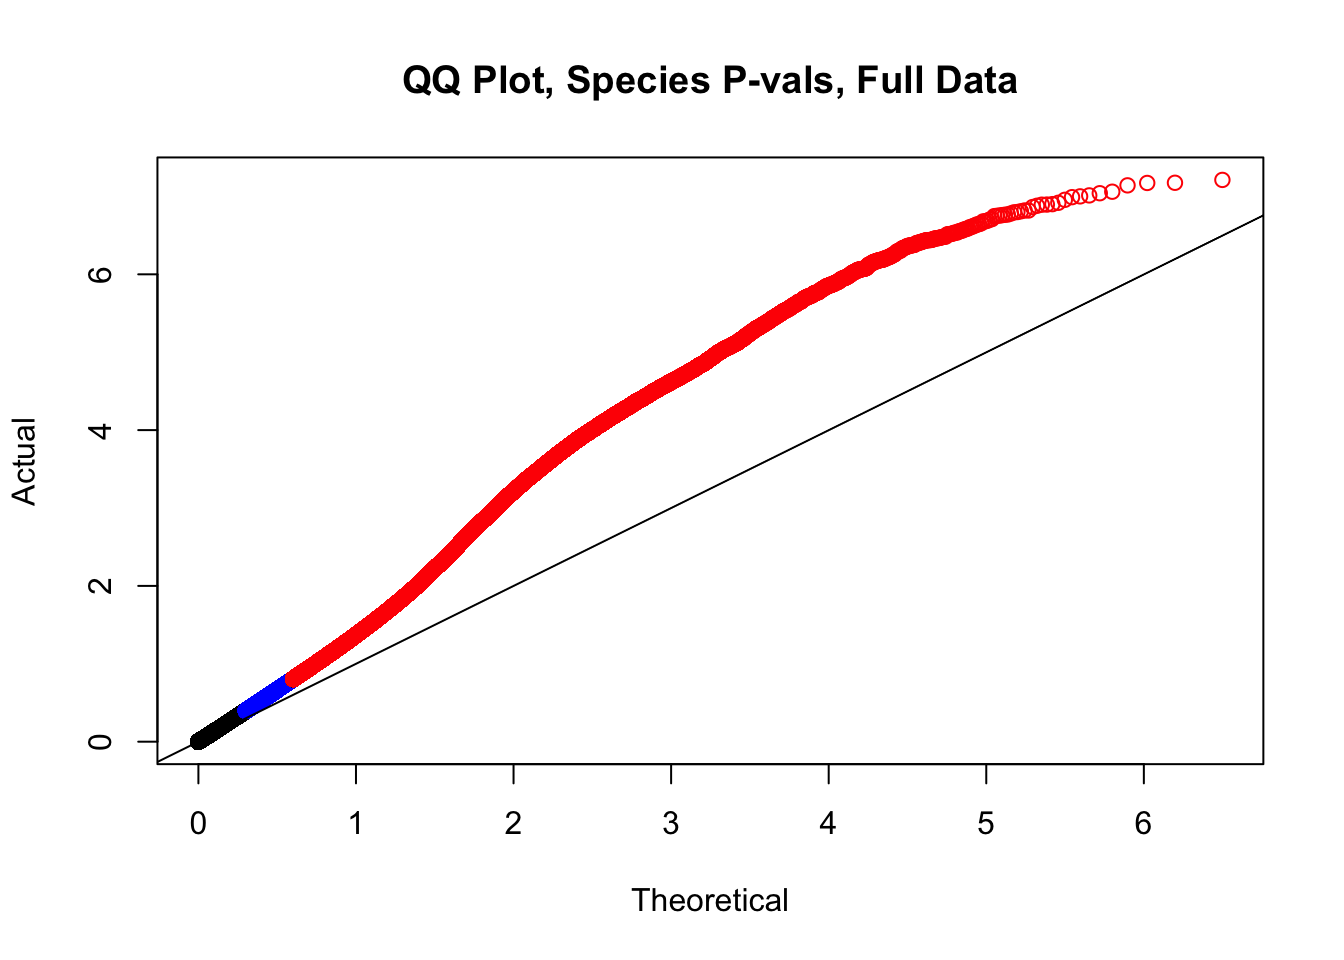 QQ Plot, Species P-vals, Full Data
Actual
6
4
2
0
0 1 2 3 4 5 6
Theoretical